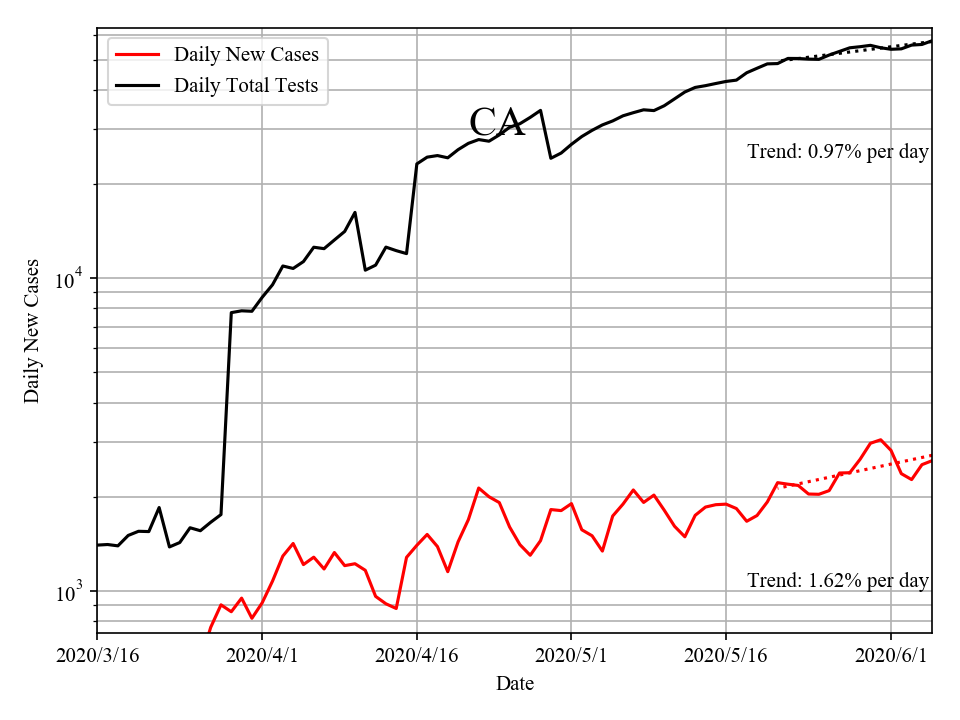 Daily New Cases
Daily Total Tests
CA
Trend: 0.97% per day
Daily New Cases
10^4
10^3
Trend: 1.62% per day
2020/3/16 2020/4/1 2020/4/16 2020/5/1 2020/5/16 2020/6/1
Date